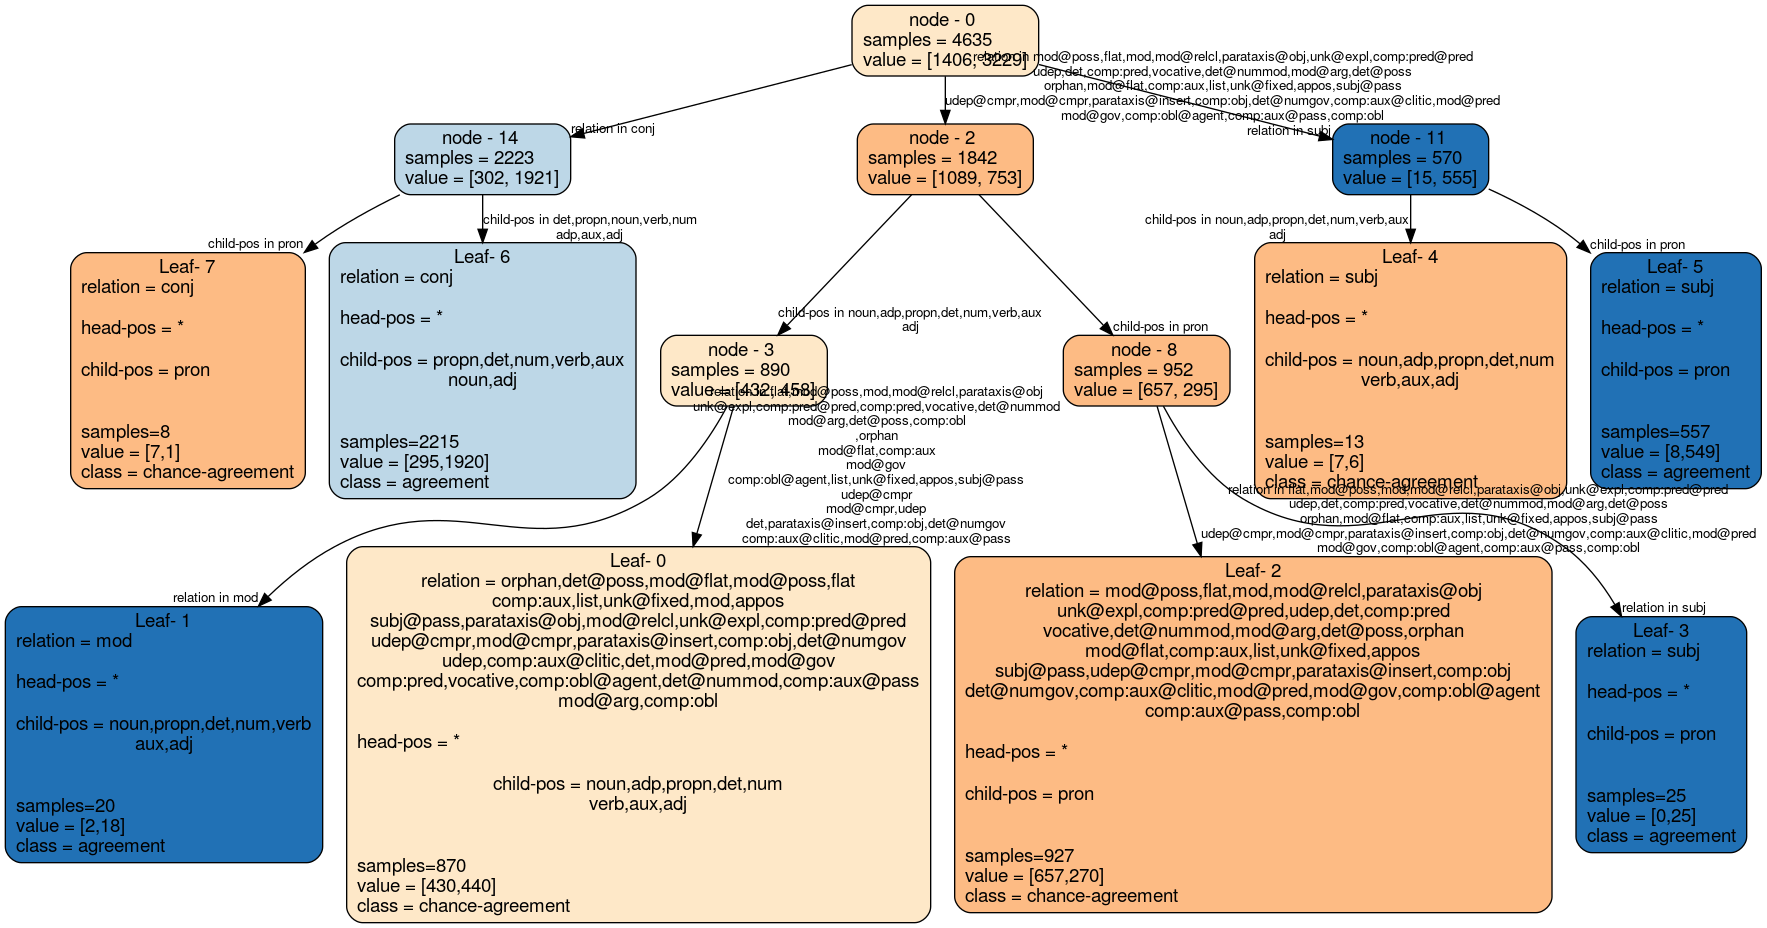 node - 0
samples = 4635
value = [1406, 3229]
relation in mod@poss,flat,mod,mod@relcl,parataxis@obj,unk@expl,comp:pred@pred
udep,det,comp:pred,vocative,det@nummod,mod@arg,det@poss
orphan,mod@flat,comp:aux,list,unk@fixed,appos,subj@pass
udep@cmpr,mod@cmpr,parataxis@insert,comp:obj,det@numgov,comp:aux@clitic,mod@pred
mod@gov,comp:obl@agent,comp:aux@pass,comp:obl
relation in conj
relation in subj
node - 14
samples = 2223
value = [302, 1921]
node - 2
samples = 1842
value = [1089, 753]
node - 11
samples = 570
value = [15, 555]
child-pos in pron
child-pos in det,propn,noun,verb,num
adp,aux,adj
child-pos in noun,adp,propn,det,num,verb,aux
adj
child-pos in pron
Leaf- 7
relation = conj
head-pos = *
child-pos = pron
samples=8
value = [7,1]
class = chance-agreement
Leaf- 6
relation = conj
head-pos = *
child-pos = propn,det,num,verb,aux
noun,adj
samples=2215
value = [295,1920]
class = agreement
Leaf- 4
relation = subj
head-pos = *
child-pos = noun,adp,propn,det,num
verb,aux,adj
samples=13
value = [7,6]
class = chance-agreement
Leaf- 5
relation = subj
head-pos = *
child-pos = pron
samples=557
value = [8,549]
class = agreement
child-pos in noun,adp,propn,det,num,verb,aux
adj
child-pos in pron
node - 3
samples = 890
value = [432, 458]
node - 8
samples = 952
value = [657, 295]
relation in flat,mod@poss,mod,mod@relcl,parataxis@obj
unk@expl,comp:pred@pred,comp:pred,vocative,det@nummod
mod@arg,det@poss,comp:obl
,orphan
mod@flat,comp:aux
mod@gov
comp:obl@agent,list,unk@fixed,appos,subj@pass
udep@cmpr
mod@cmpr,udep
det,parataxis@insert,comp:obj,det@numgov
comp:aux@clitic,mod@pred,comp:aux@pass
relation in flat,mod@poss,mod,mod@relcl,parataxis@obj,unk@expl,comp:pred@pred
udep,det,comp:pred,vocative,det@nummod,mod@arg,det@poss
orphan,mod@flat,comp:aux,list,unk@fixed,appos,subj@pass
udep@cmpr,mod@cmpr,parataxis@insert,comp:obj,det@numgov,comp:aux@clitic,mod@pred
mod@gov,comp:obl@agent,comp:aux@pass,comp:obl
relation in mod
relation in subj
Leaf- 1
relation = mod
head-pos = *
child-pos = noun,propn,det,num,verb
aux,adj
samples=20
value = [2,18]
class = agreement
Leaf- 0
relation = orphan,det@poss,mod@flat,mod@poss,flat
comp:aux,list,unk@fixed,mod,appos
subj@pass,parataxis@obj,mod@relcl,unk@expl,comp:pred@pred
udep@cmpr,mod@cmpr,parataxis@insert,comp:obj,det@numgov
udep,comp:aux@clitic,det,mod@pred,mod@gov
comp:pred,vocative,comp:obl@agent,det@nummod,comp:aux@pass
mod@arg,comp:obl
head-pos = *
child-pos = noun,adp,propn,det,num
verb,aux,adj
samples=870
value = [430,440]
class = chance-agreement
Leaf- 2
relation = mod@poss,flat,mod,mod@relcl,parataxis@obj
unk@expl,comp:pred@pred,udep,det,comp:pred
vocative,det@nummod,mod@arg,det@poss,orphan
mod@flat,comp:aux,list,unk@fixed,appos
subj@pass,udep@cmpr,mod@cmpr,parataxis@insert,comp:obj
det@numgov,comp:aux@clitic,mod@pred,mod@gov,comp:obl@agent
comp:aux@pass,comp:obl
head-pos = *
child-pos = pron
samples=927
value = [657,270]
class = chance-agreement
Leaf- 3
relation = subj
head-pos = *
child-pos = pron
samples=25
value = [0,25]
class = agreement